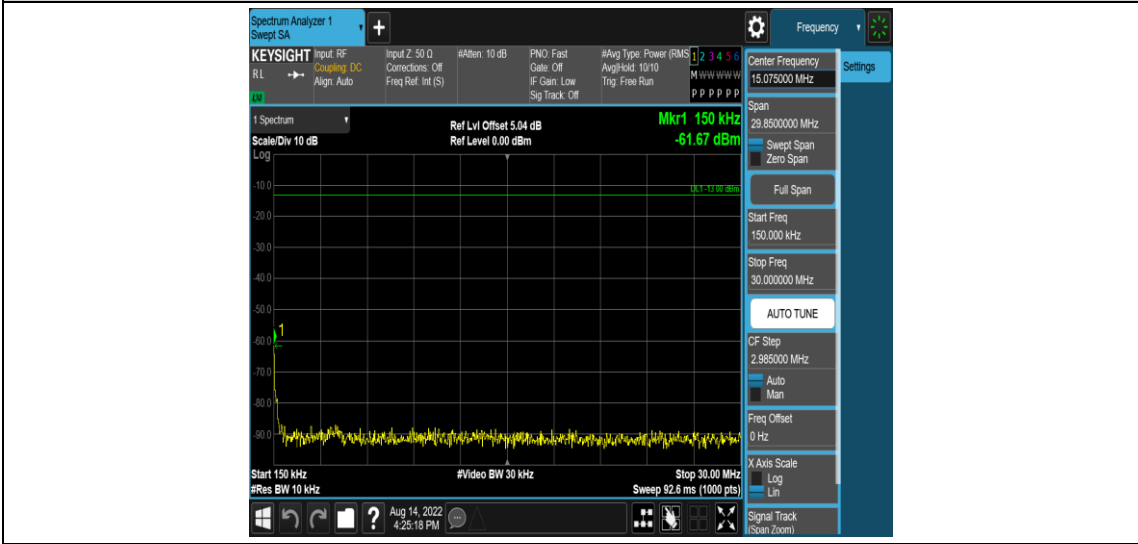 Spectrum Analyzer 1
Swept SA
+
Frequency
KEYSIGHT
RL
Input: RF
Coupling: DC
Align: Auto
Input Z: 50 Ω
Corrections: Off
Freq Ref: Int (S)
#Atten: 10 dB
PNO: Fast
Gate: Off
IF Gain: Low
Sig Track: Off
#Avg Type: Power (RMS
Avg|Hold: 10/10
Trig: Free Run
1 2 3 4 5 6
M W W W W W
P P P P P P
1 Spectrum
Scale/Div 10 dB
Log
Ref Lvl Offset 5.04 dB
Ref Level 0.00 dBm
Mkr1 150 kHz
-61.67 dBm
DL1 -13.00 dBm
-10.0
-20.0
-30.0
-40.0
-50.0
1
-60.0
-70.0
-80.0
-90.0
Start 150 kHz
#Res BW 10 kHz
#Video BW 30 kHz
Stop 30.00 MHz
Sweep 92.6 ms (1000 pts)
?
Aug 14, 2022
4:25:18 PM
Center Frequency
15.075000 MHz
Settings
Span
29.8500000 MHz
Swept Span
Zero Span
Full Span
Start Freq
150.000 kHz
Stop Freq
30.000000 MHz
AUTO TUNE
CF Step
2.985000 MHz
Auto
Man
Freq Offset
0 Hz
X Axis Scale
Log
Lin
Signal Track
(Span Zoom)